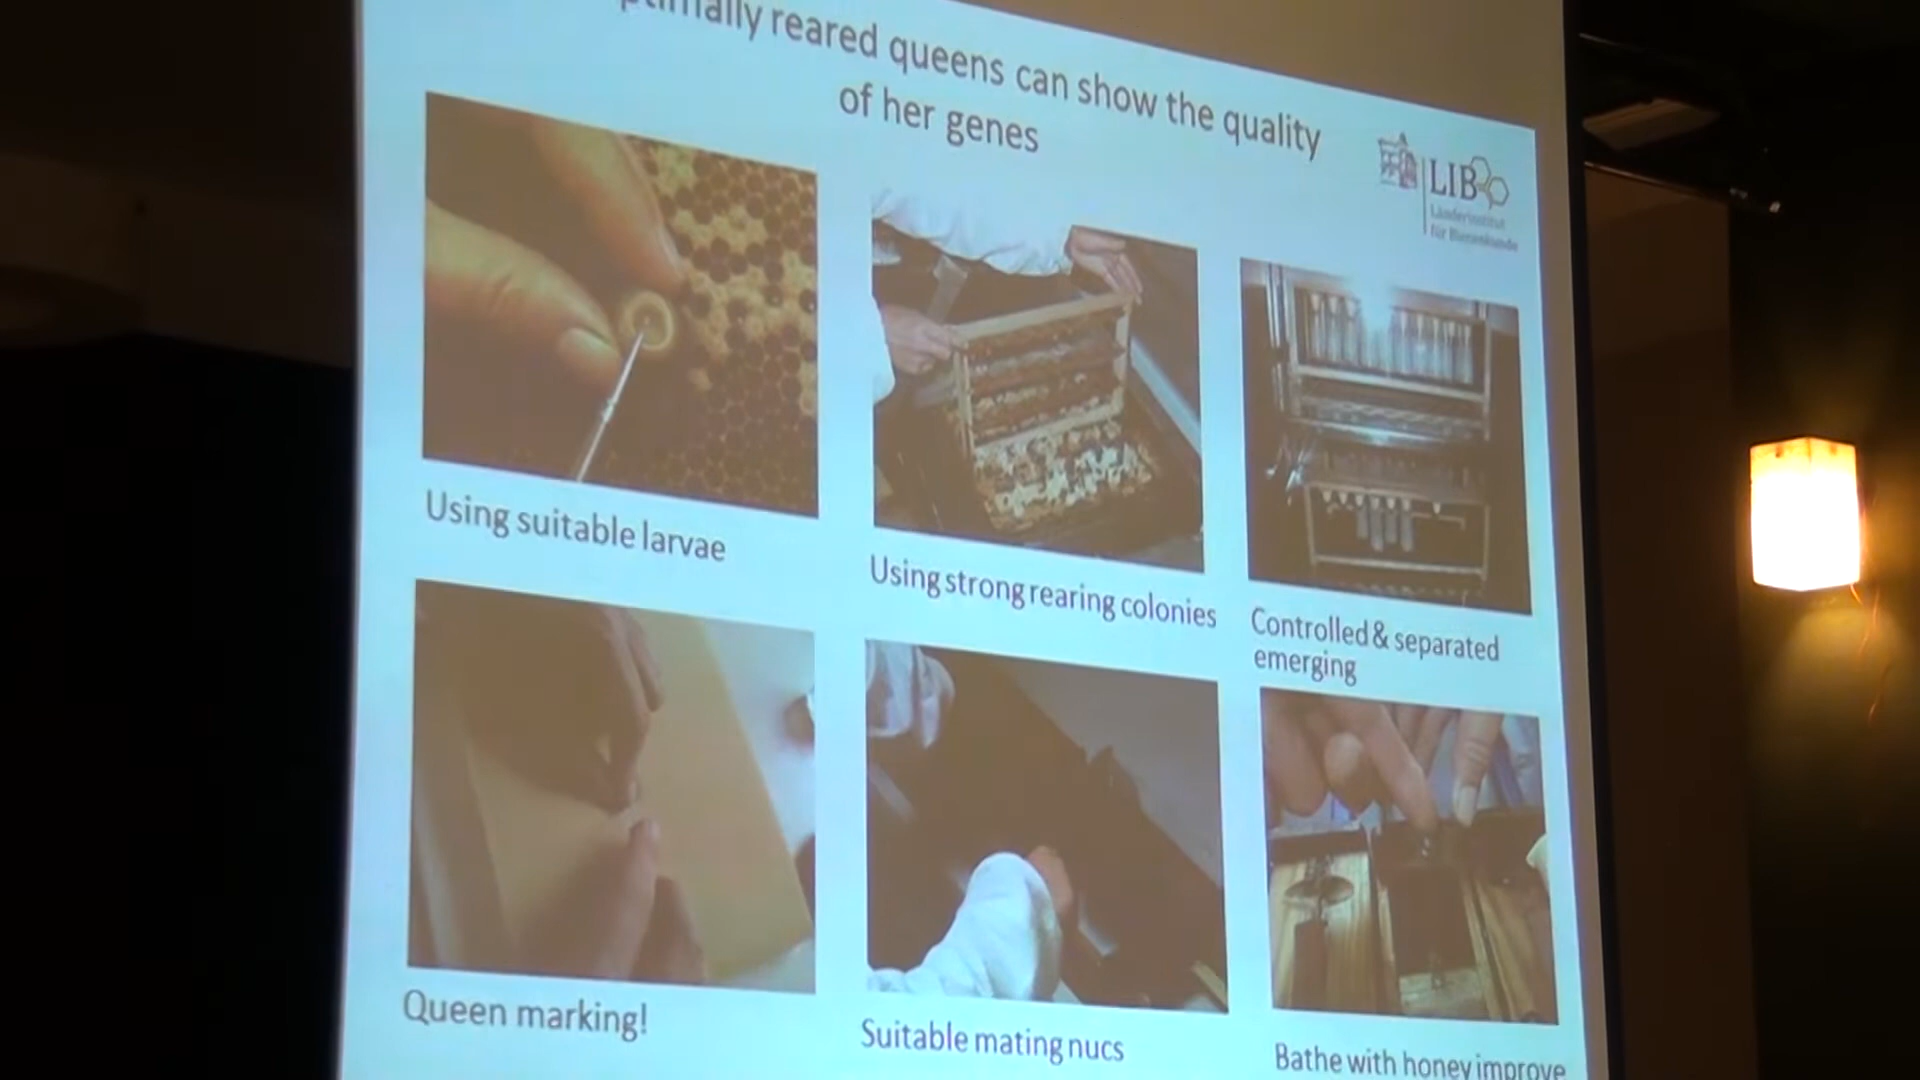 reared queens can show the quality
of her genes
LIB
Länderinstitut
für Bienenkunde
Using suitable larvae
Using strong rearing colonies
Controlled & separated
emerging
Queen marking!
Suitable mating nucs
Bathe with honey improve